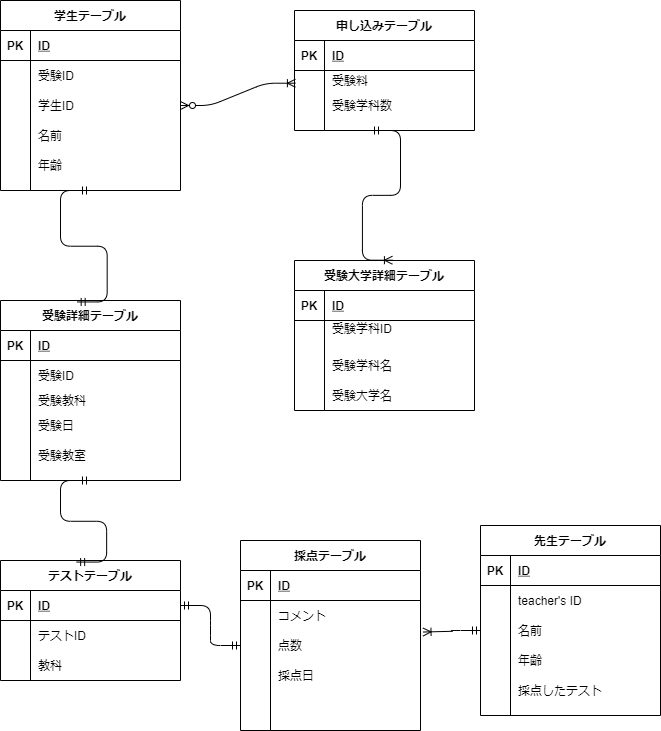 学生テーブル
PK ID
受験ID
学生ID
名前
年齢
申し込みテーブル
PK ID
受験料
受験学科数
受験詳細テーブル
PK ID
受験ID
受験教科
受験日
受験教室
受験大学詳細テーブル
PK ID
受験学科ID
受験学科名
受験大学名
テストテーブル
PK ID
テストID
教科
採点テーブル
PK ID
コメント
点数
採点日
先生テーブル
PK ID
teacher's ID
名前
年齢
採点したテスト